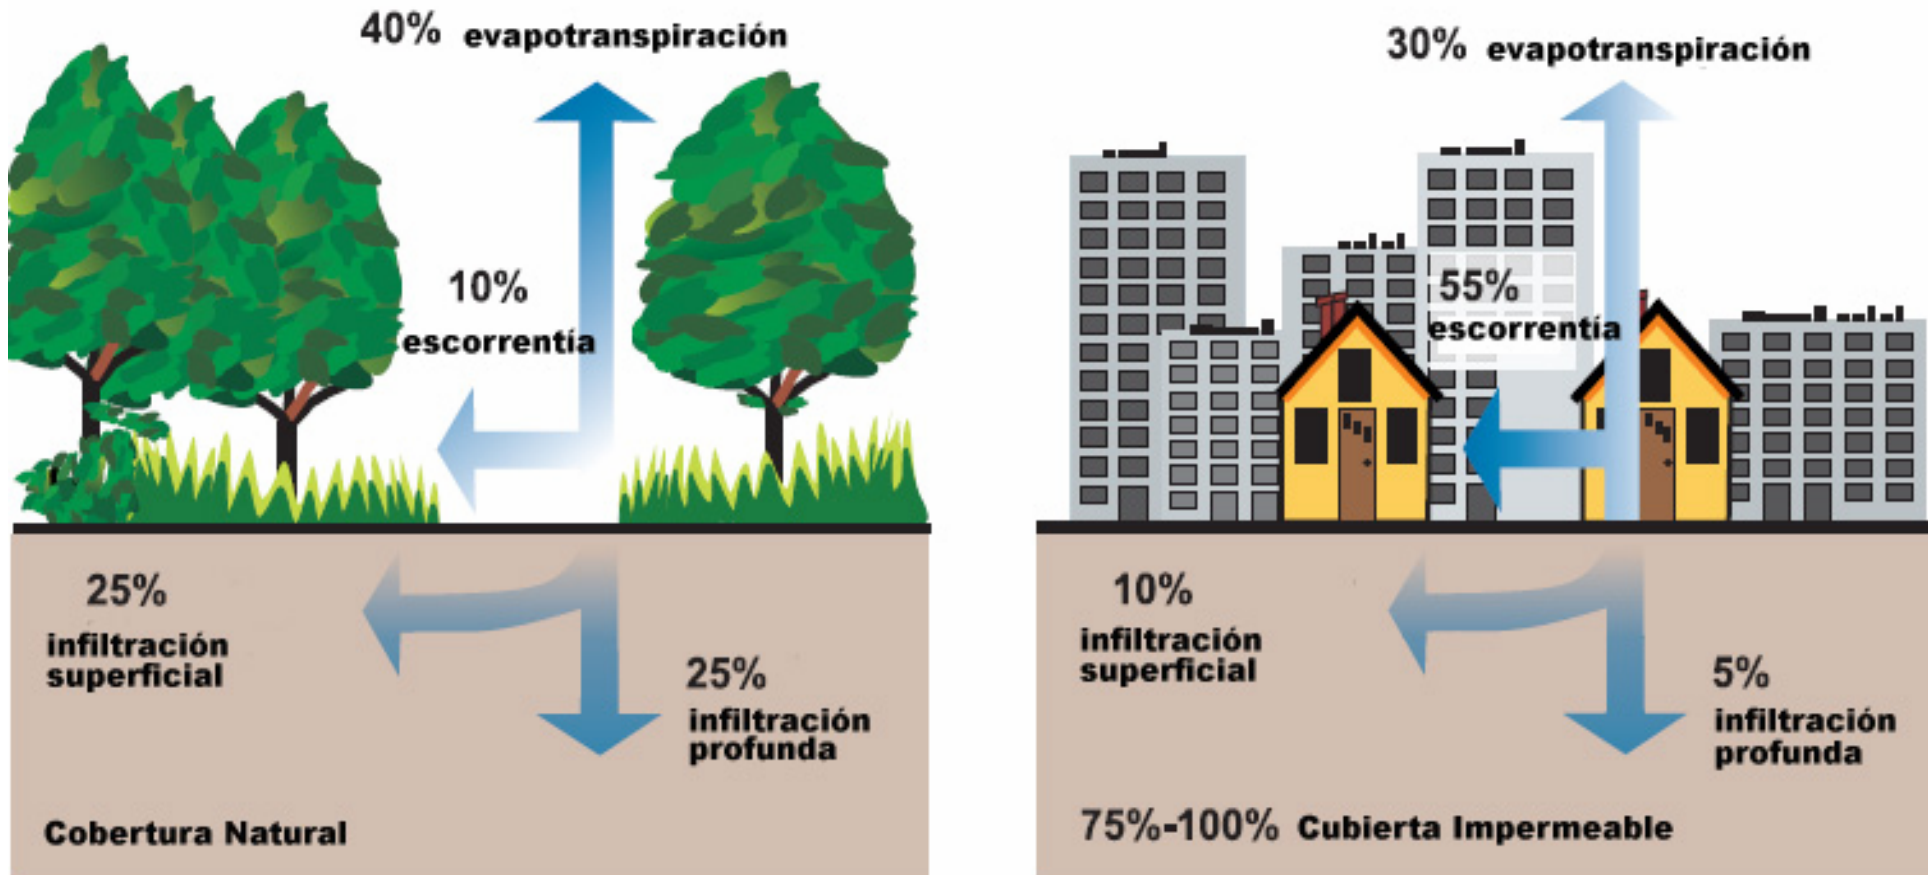 40% evapotranspiración
10%
escorrentía
25%
infiltración
superficial
25%
infiltración
profunda
Cobertura Natural
30% evapotranspiración
55%
escorrentía
10%
infiltración
superficial
5%
infiltración
profunda
75%-100% Cubierta Impermeable